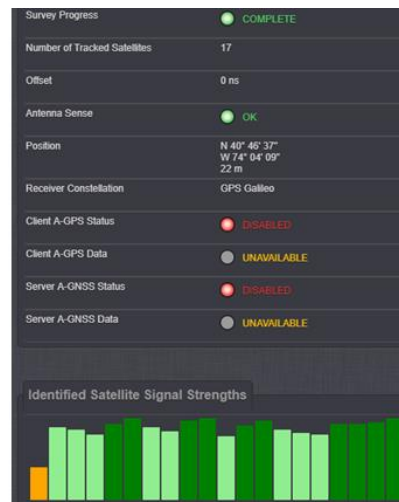 Survey Progress COMPLETE
Number of Tracked Satellites 17
Offset 0 ns
Antenna Sense OK
Position N 40° 46' 37"
W 74° 04' 09"
22 m
Receiver Constellation GPS Galileo
Client A-GPS Status DISABLED
Client A-GPS Data UNAVAILABLE
Server A-GNSS Status DISABLED
Server A-GNSS Data UNAVAILABLE
Identified Satellite Signal Strengths